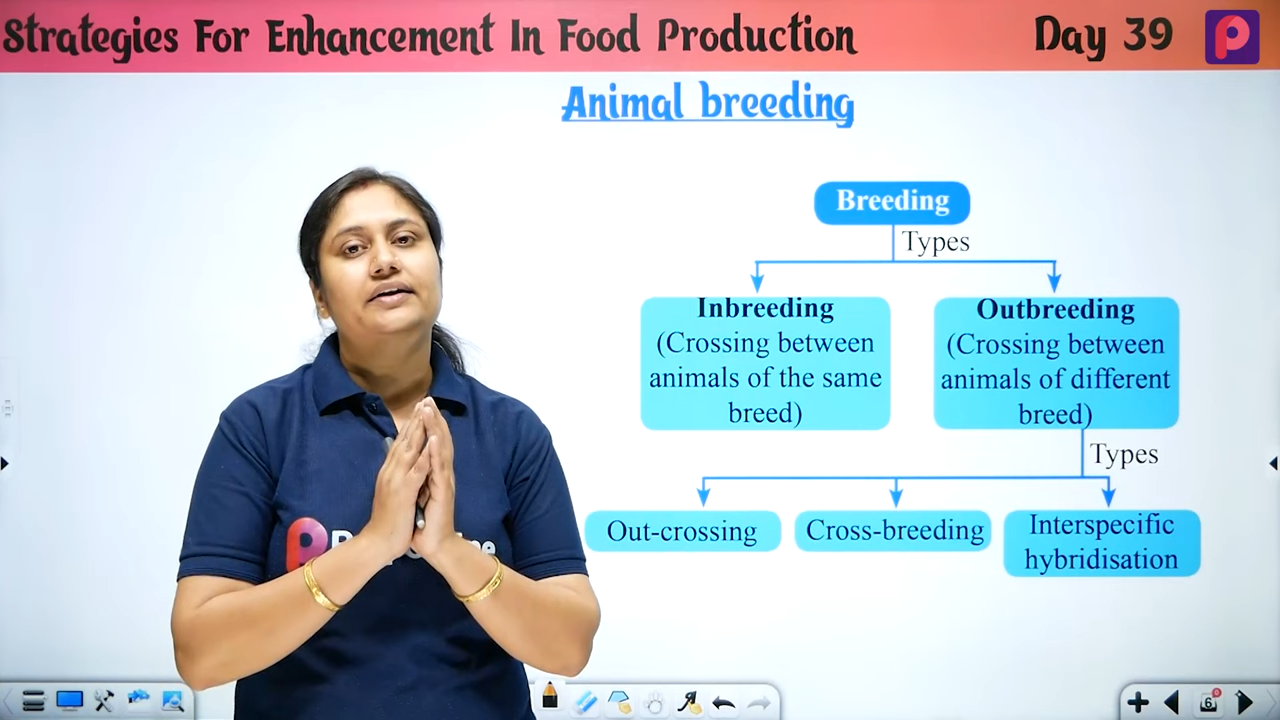 Strategies For Enhancement In Food Production
Day 39
Animal breeding
Breeding
Types
Inbreeding
(Crossing between
animals of the same
breed)
Outbreeding
(Crossing between
animals of different
breed)
Types
Out-crossing
Cross-breeding
Interspecific
hybridisation